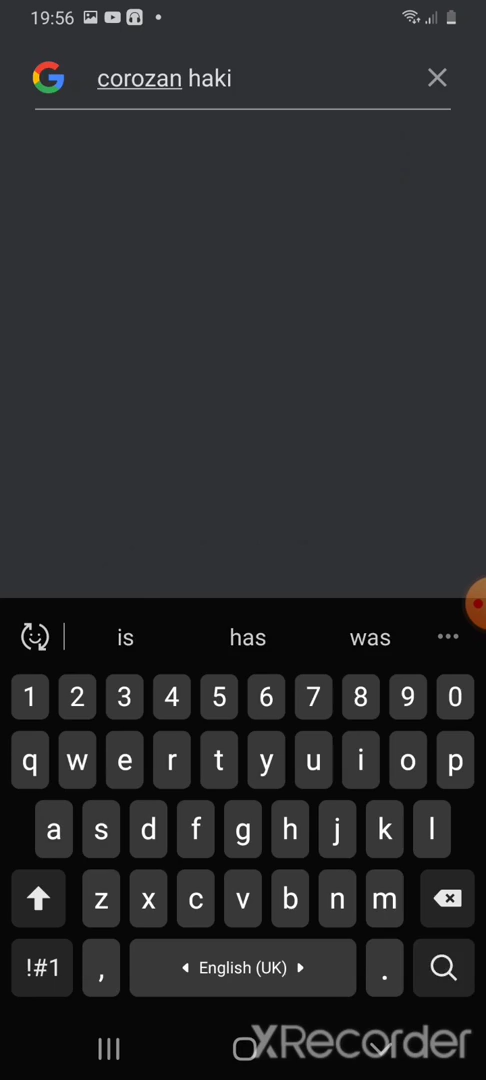 19:56
G corozan haki
is has was
1 2 3 4 5 6 7 8 9 0
q w e r t y u i o p
a s d f g h j k l
z x c v b n m
!#1 , English (UK) .
XRecorder